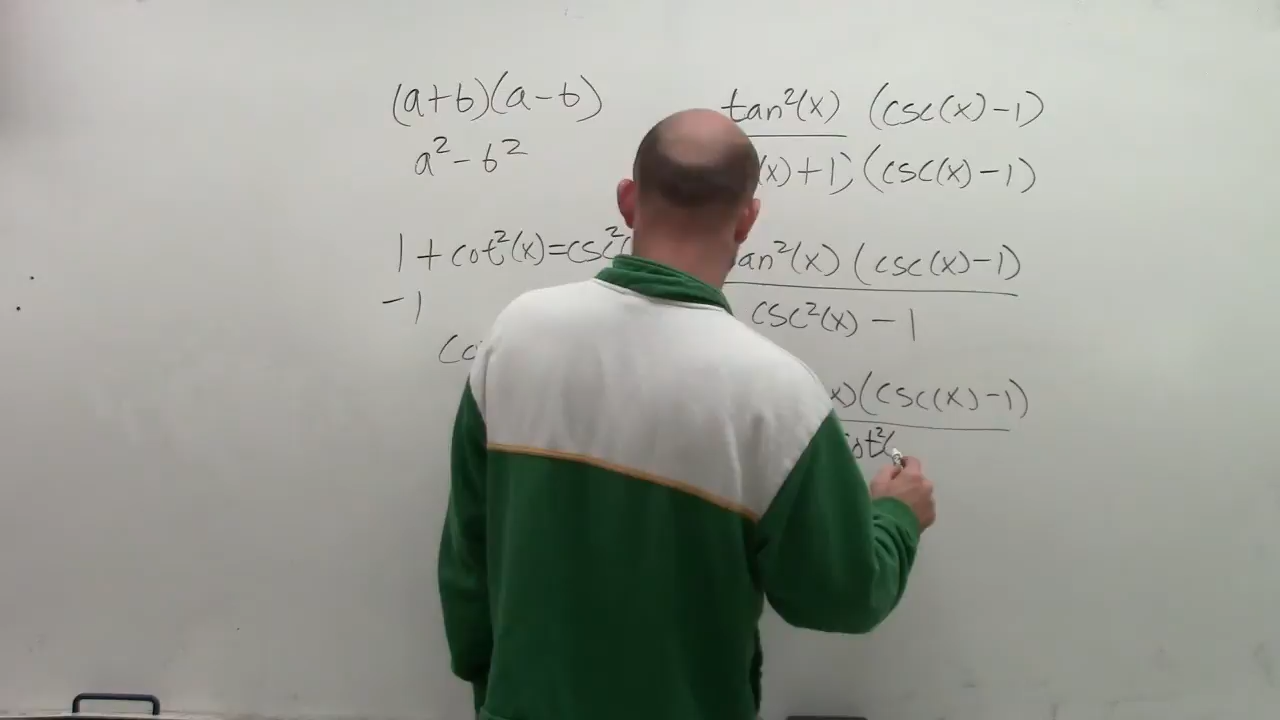 (a+b)(a-b)
a²-b²
1+cot²(x)=csc²(
-1
tan²(x) (csc(x)-1)
(x)+1) (csc(x)-1)
an²(x) (csc(x)-1)
csc²(x) -1
x)(csc(x)-1)
ot²(